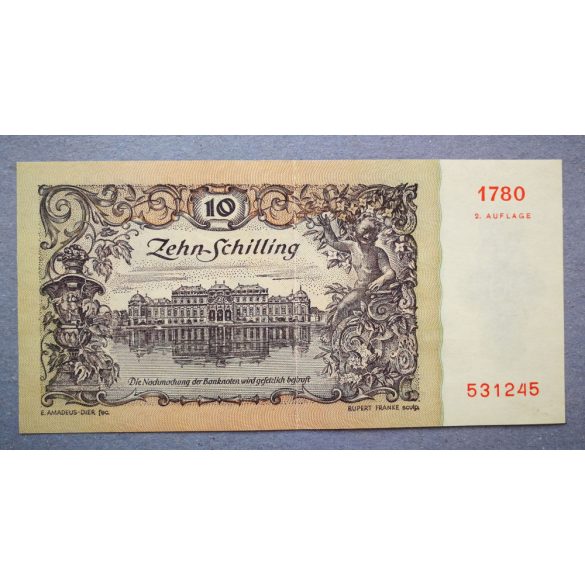 10
Zehn-Schilling
1780
2. AUFLAGE
Die Nachmachung der Banknoten wird gesetzlich bestraft
531245
E. AMADEUS-DIER fec.
RUPERT FRANKE sculp.